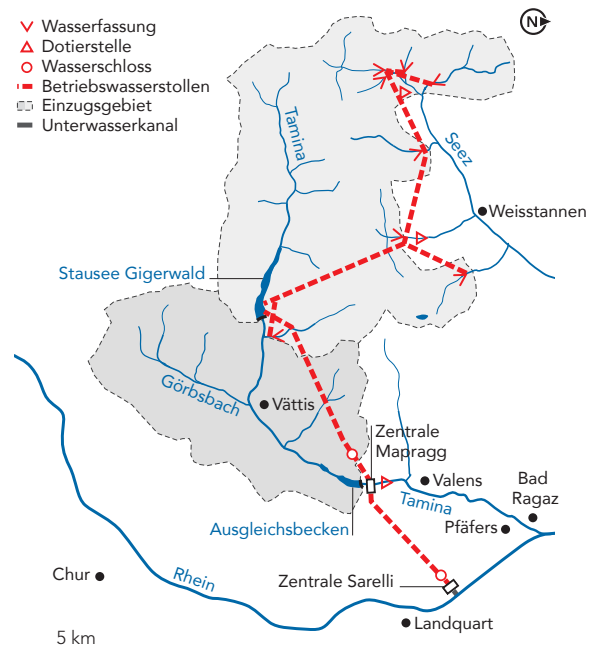 Wasserfassung
N
Dotierstelle
Wasserschloss
Betriebswasserstollen
Einzugsgebiet
Unterwasserkanal
Tamina
Seez
Weisstannen
Stausee Gigerwald
Görbsbach
Vättis
Zentrale
Mapragg
Valens
Bad
Ragaz
Tamina
Pfäfers
Ausgleichsbecken
Chur
Rhein
Zentrale Sarelli
Landquart
5 km